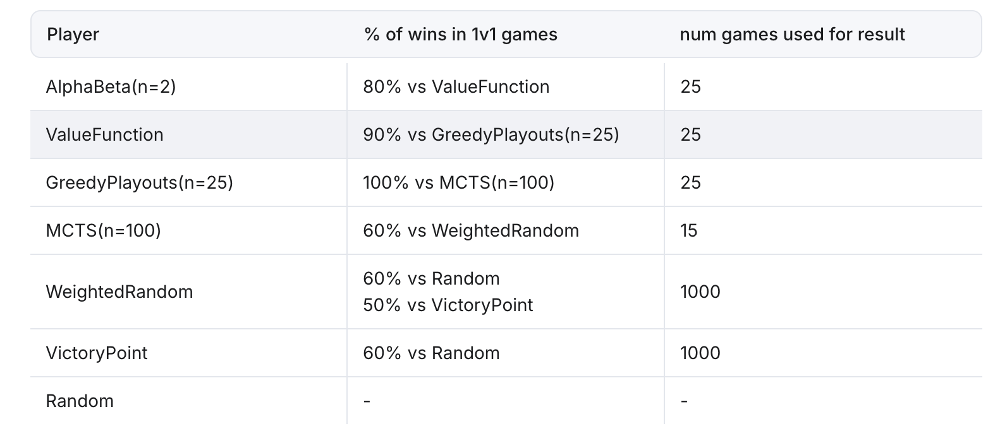 Player % of wins in 1v1 games num games used for result
AlphaBeta(n=2) 80% vs ValueFunction 25
ValueFunction 90% vs GreedyPlayouts(n=25) 25
GreedyPlayouts(n=25) 100% vs MCTS(n=100) 25
MCTS(n=100) 60% vs WeightedRandom 15
WeightedRandom 60% vs Random
50% vs VictoryPoint 1000
VictoryPoint 60% vs Random 1000
Random - -